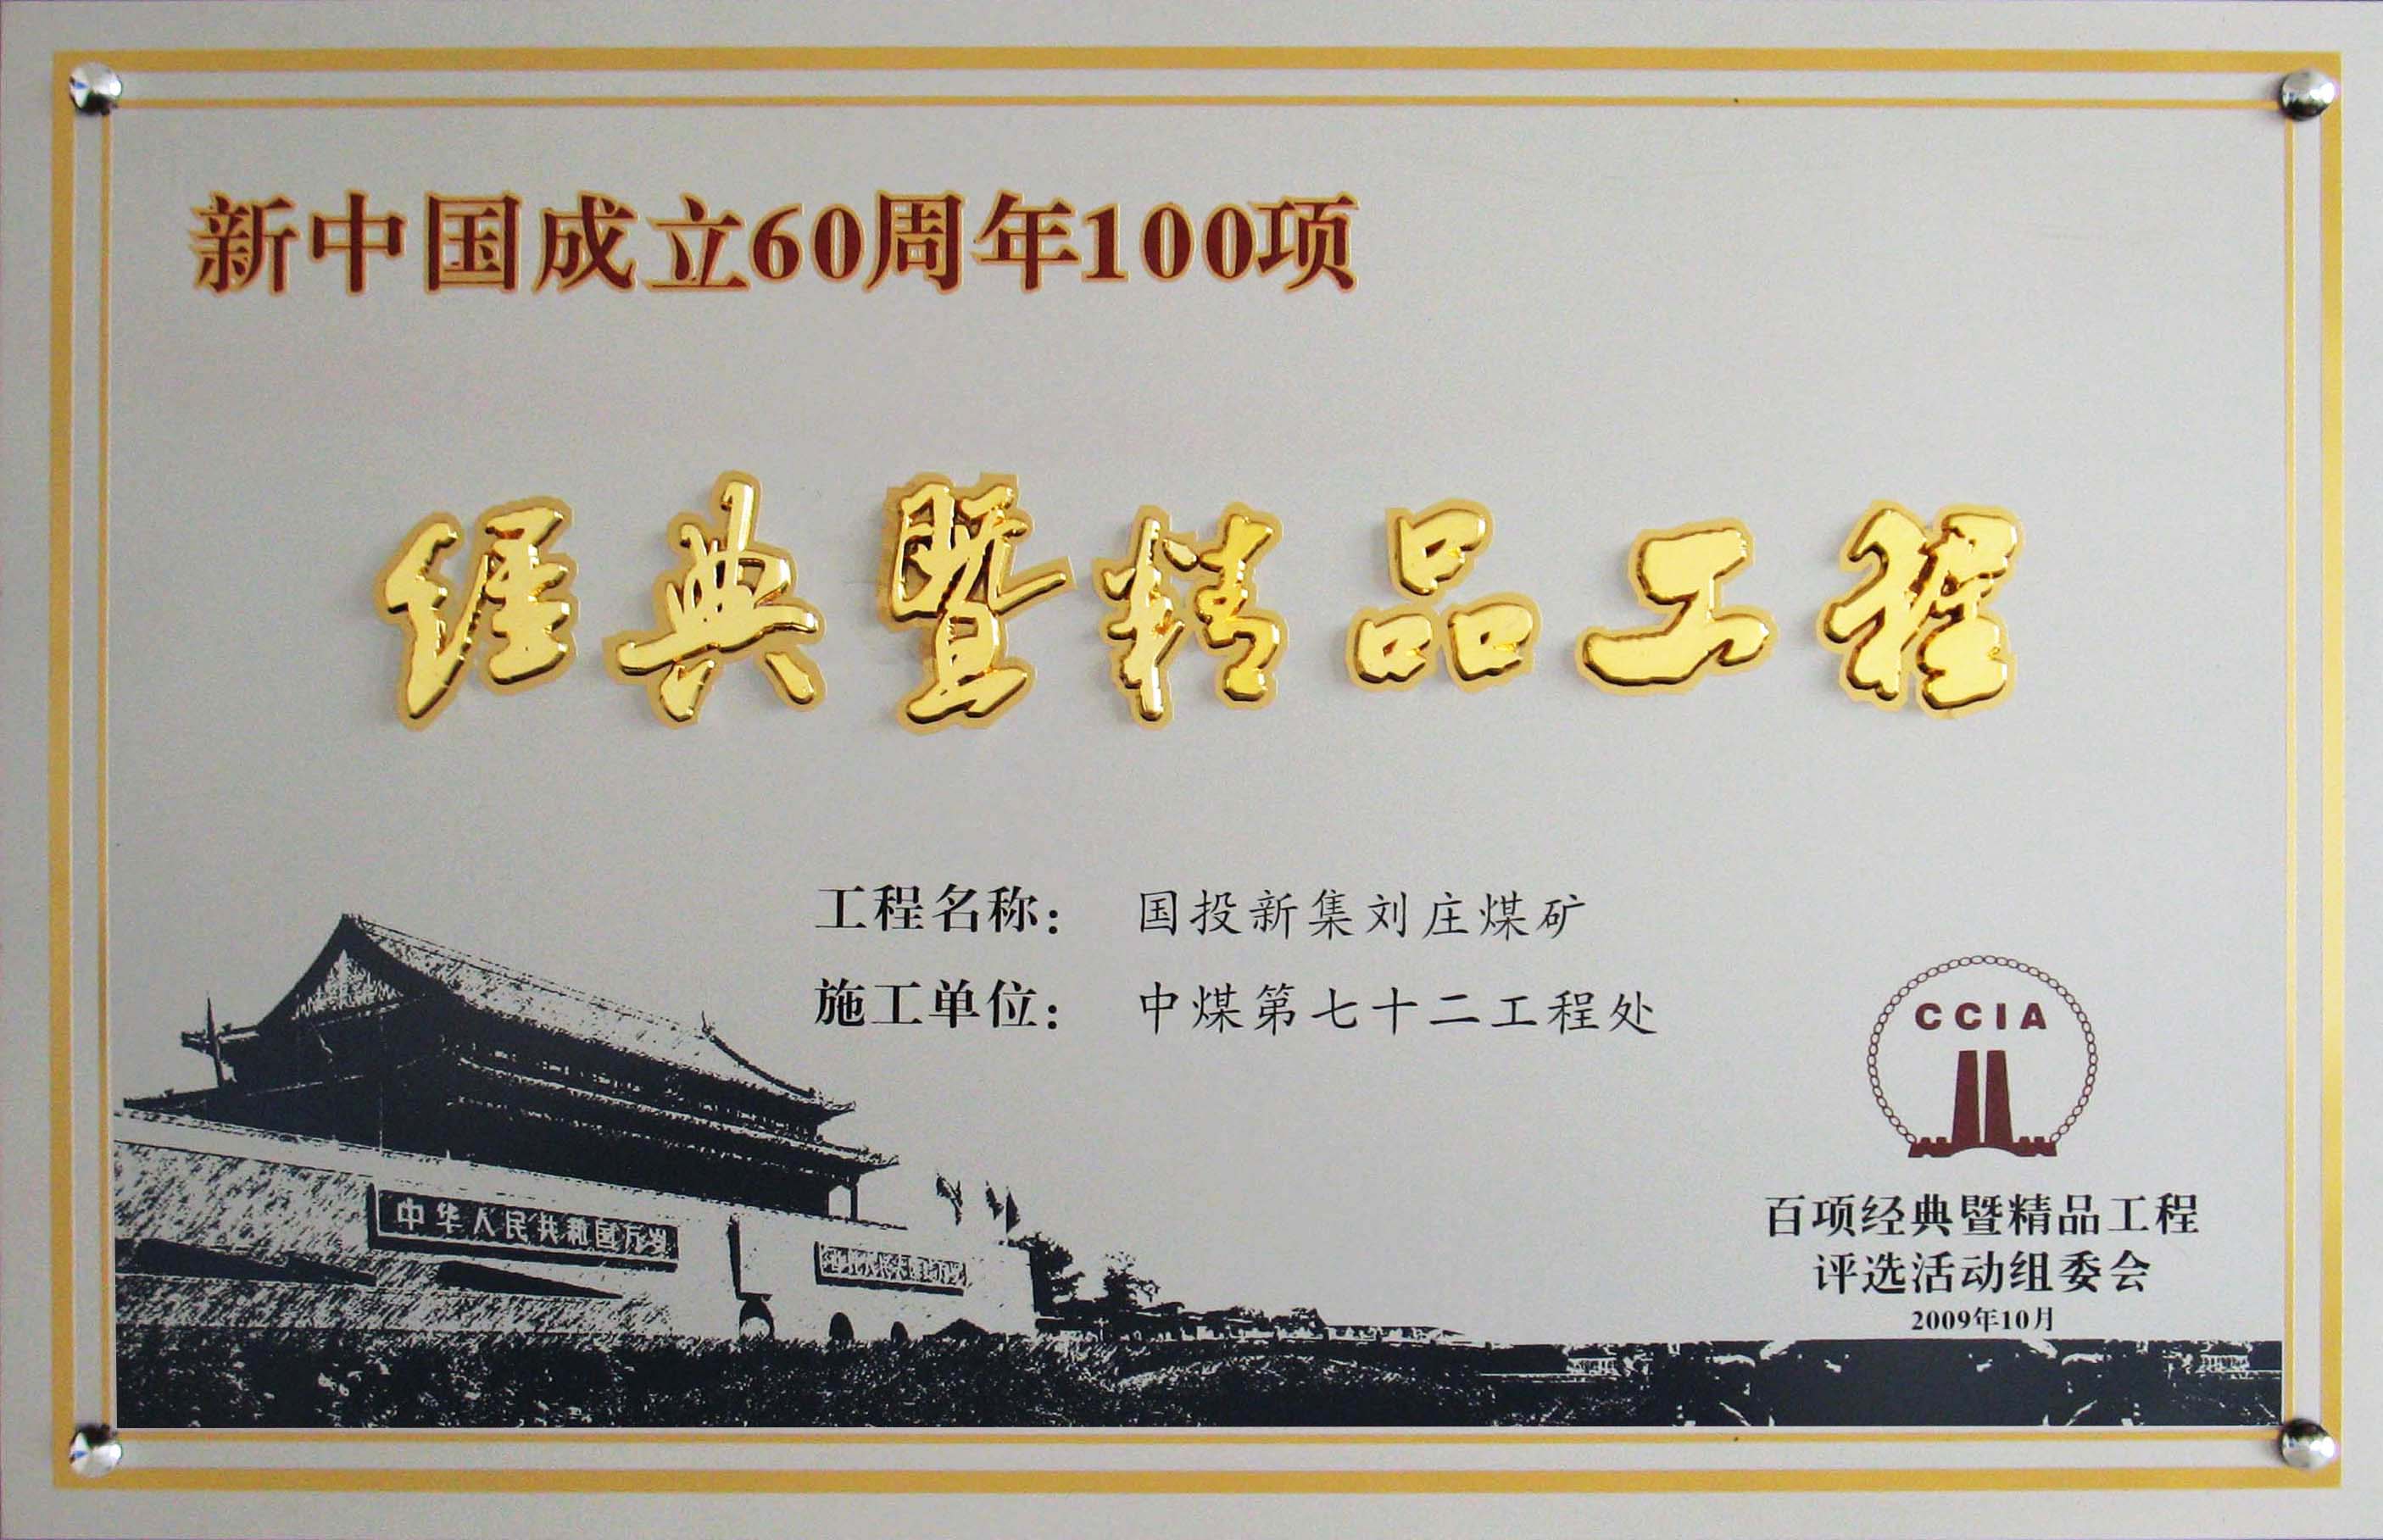 新中国成立60周年100项
经典暨精品工程
工程名称： 国投新集刘庄煤矿
施工单位： 中煤第七十二工程处
CCIA
百项经典暨精品工程
评选活动组委会
2009年10月
中华人民共和国万岁